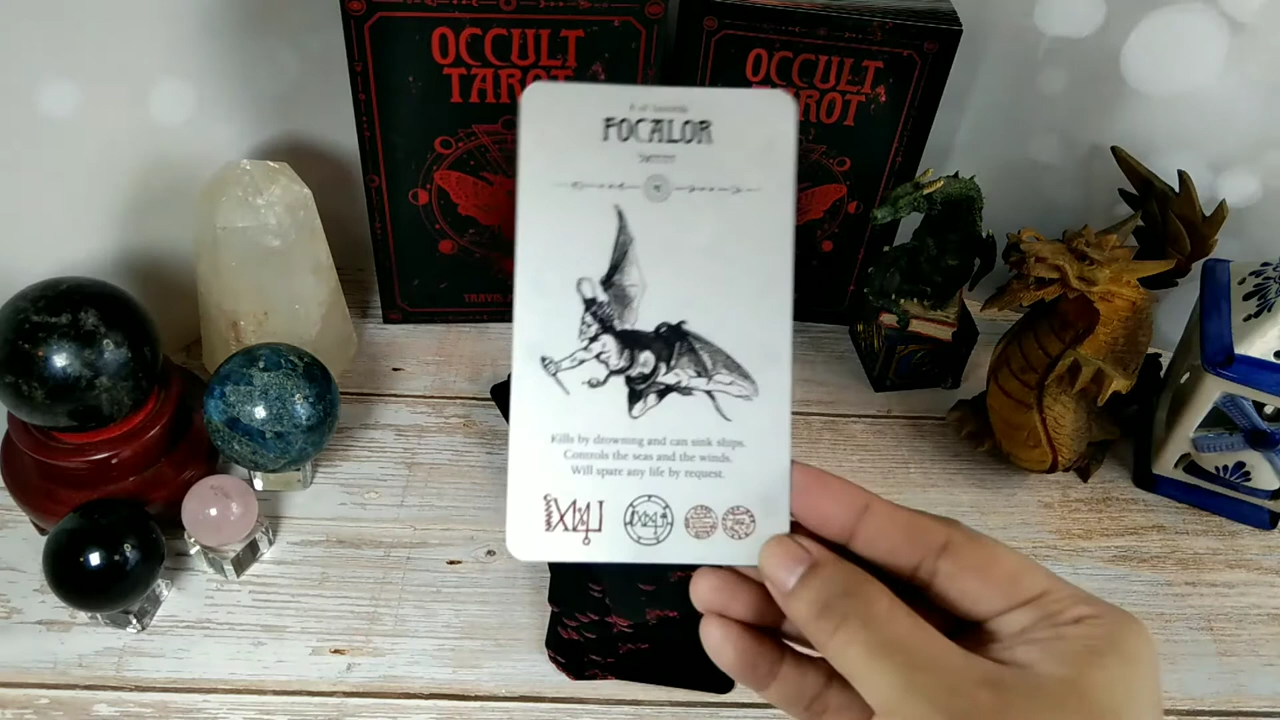 OCCULT
TAROT
OCCULT
TAROT
TRAVIS
FOCALOR
Kills by drowning and can sink ships.
Controls the seas and the winds.
Will spare any life by request.